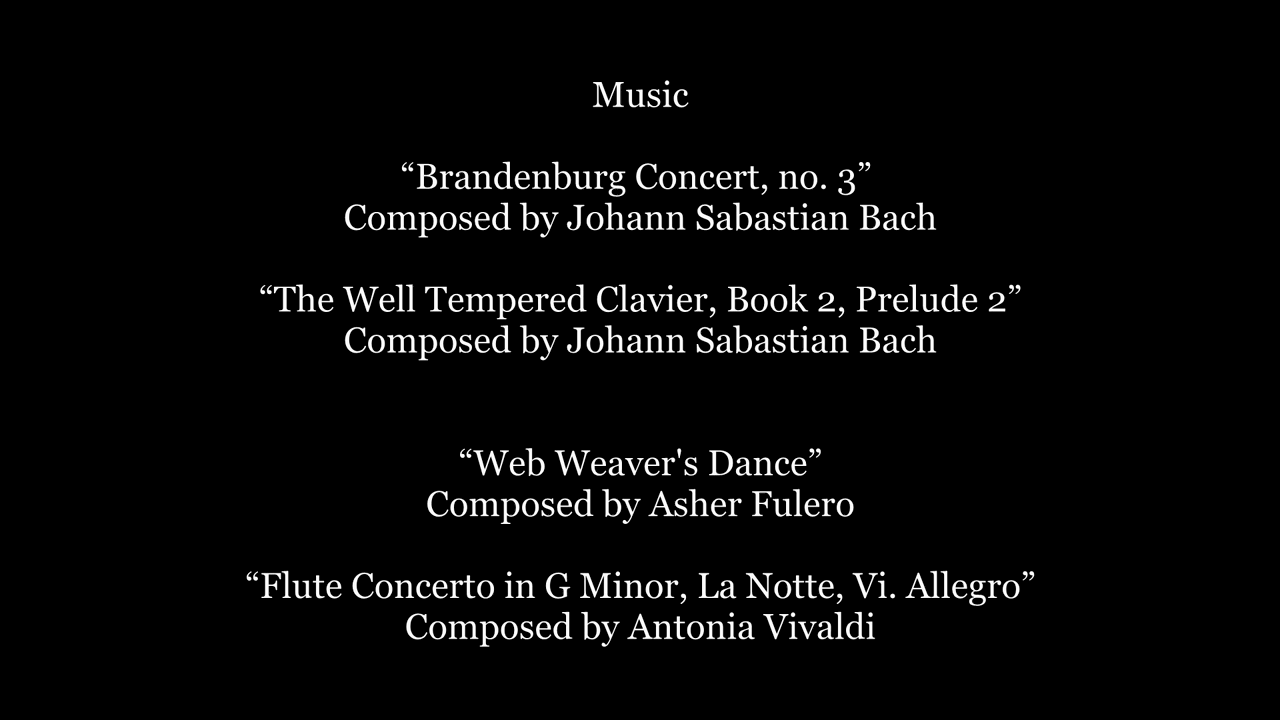 Music
“Brandenburg Concert, no. 3”
Composed by Johann Sabastian Bach
“The Well Tempered Clavier, Book 2, Prelude 2”
Composed by Johann Sabastian Bach
“Web Weaver's Dance”
Composed by Asher Fulero
“Flute Concerto in G Minor, La Notte, Vi. Allegro”
Composed by Antonia Vivaldi